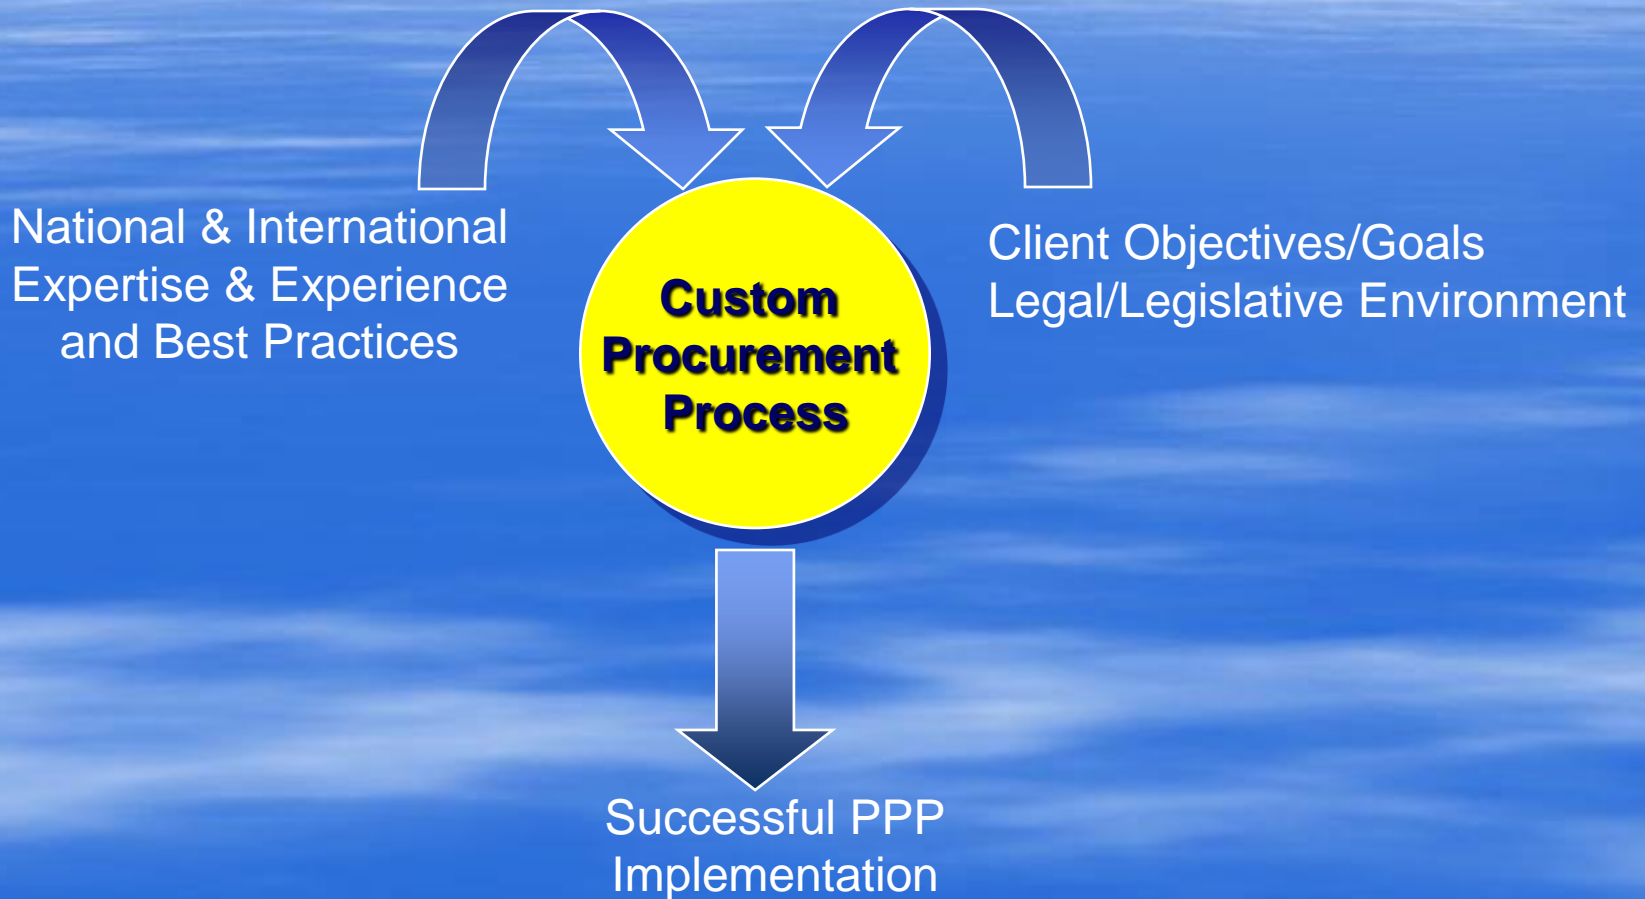 National & International
Expertise & Experience
and Best Practices
Custom
Procurement
Process
Client Objectives/Goals
Legal/Legislative Environment
Successful PPP
Implementation